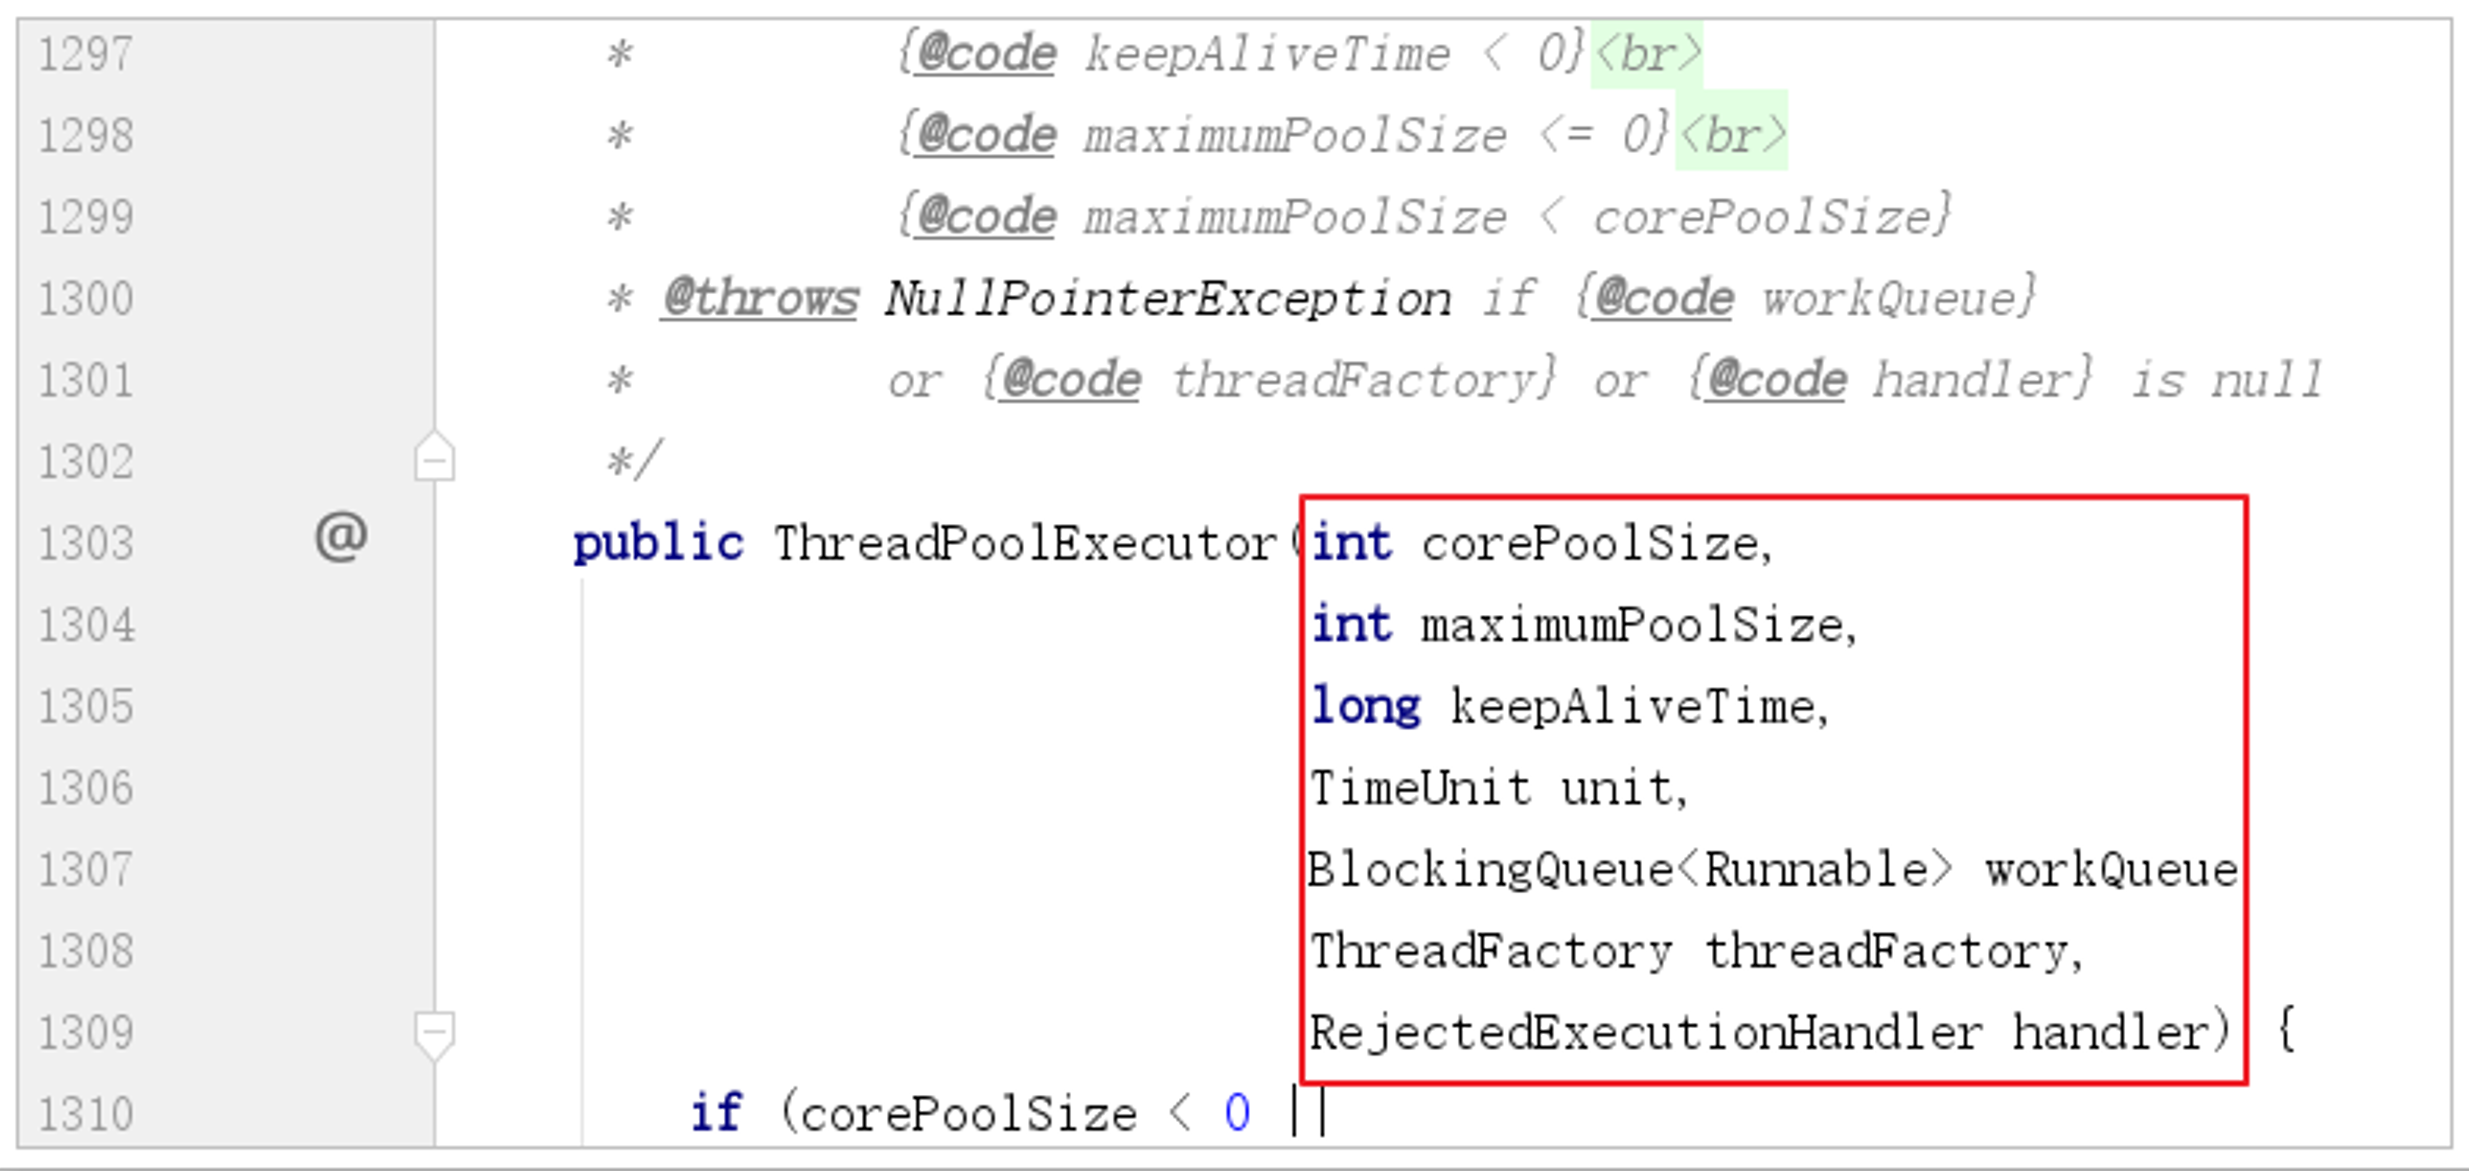 1297 * {@code keepAliveTime < 0}<br>
1298 * {@code maximumPoolSize <= 0}<br>
1299 * {@code maximumPoolSize < corePoolSize}
1300 * @throws NullPointerException if {@code workQueue}
1301 * or {@code threadFactory} or {@code handler} is null
1302 */
1303 @ public ThreadPoolExecutor(int corePoolSize,
1304 int maximumPoolSize,
1305 long keepAliveTime,
1306 TimeUnit unit,
1307 BlockingQueue<Runnable> workQueue
1308 ThreadFactory threadFactory,
1309 RejectedExecutionHandler handler) {
1310 if (corePoolSize < 0 ||